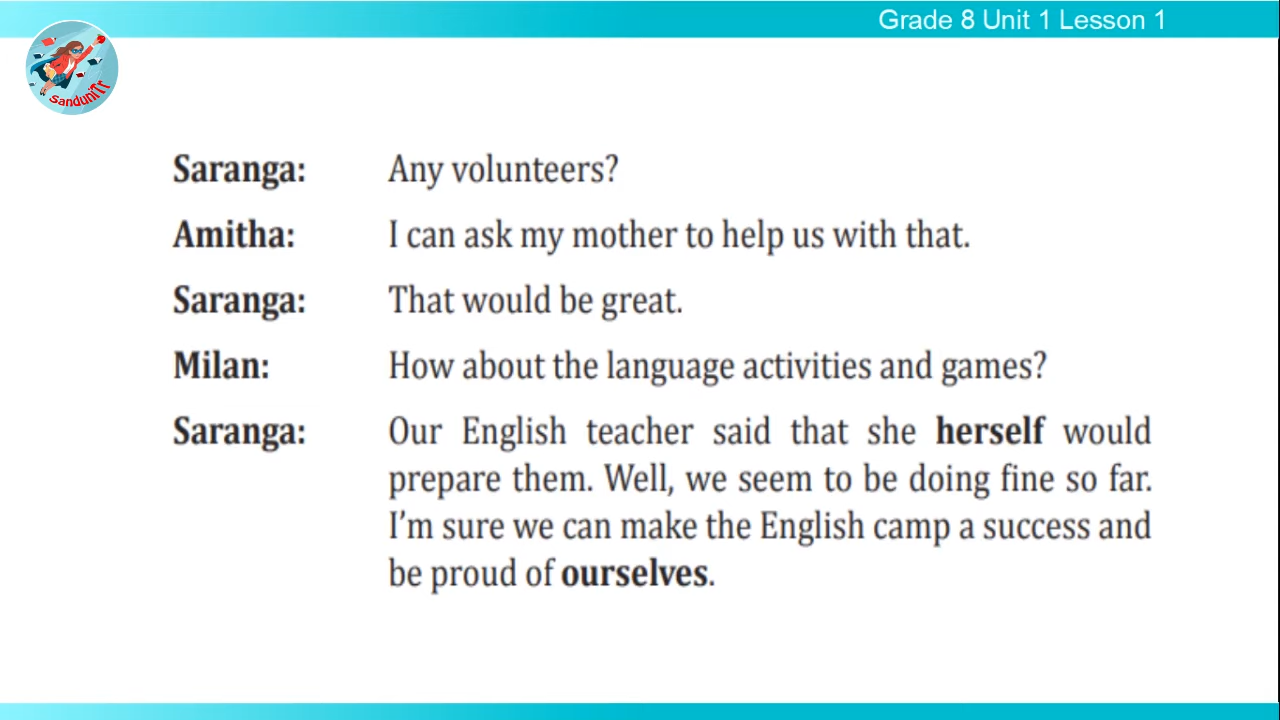 Grade 8 Unit 1 Lesson 1
SanduniTr
Saranga: Any volunteers?
Amitha: I can ask my mother to help us with that.
Saranga: That would be great.
Milan: How about the language activities and games?
Saranga: Our English teacher said that she herself would
prepare them. Well, we seem to be doing fine so far.
I'm sure we can make the English camp a success and
be proud of ourselves.